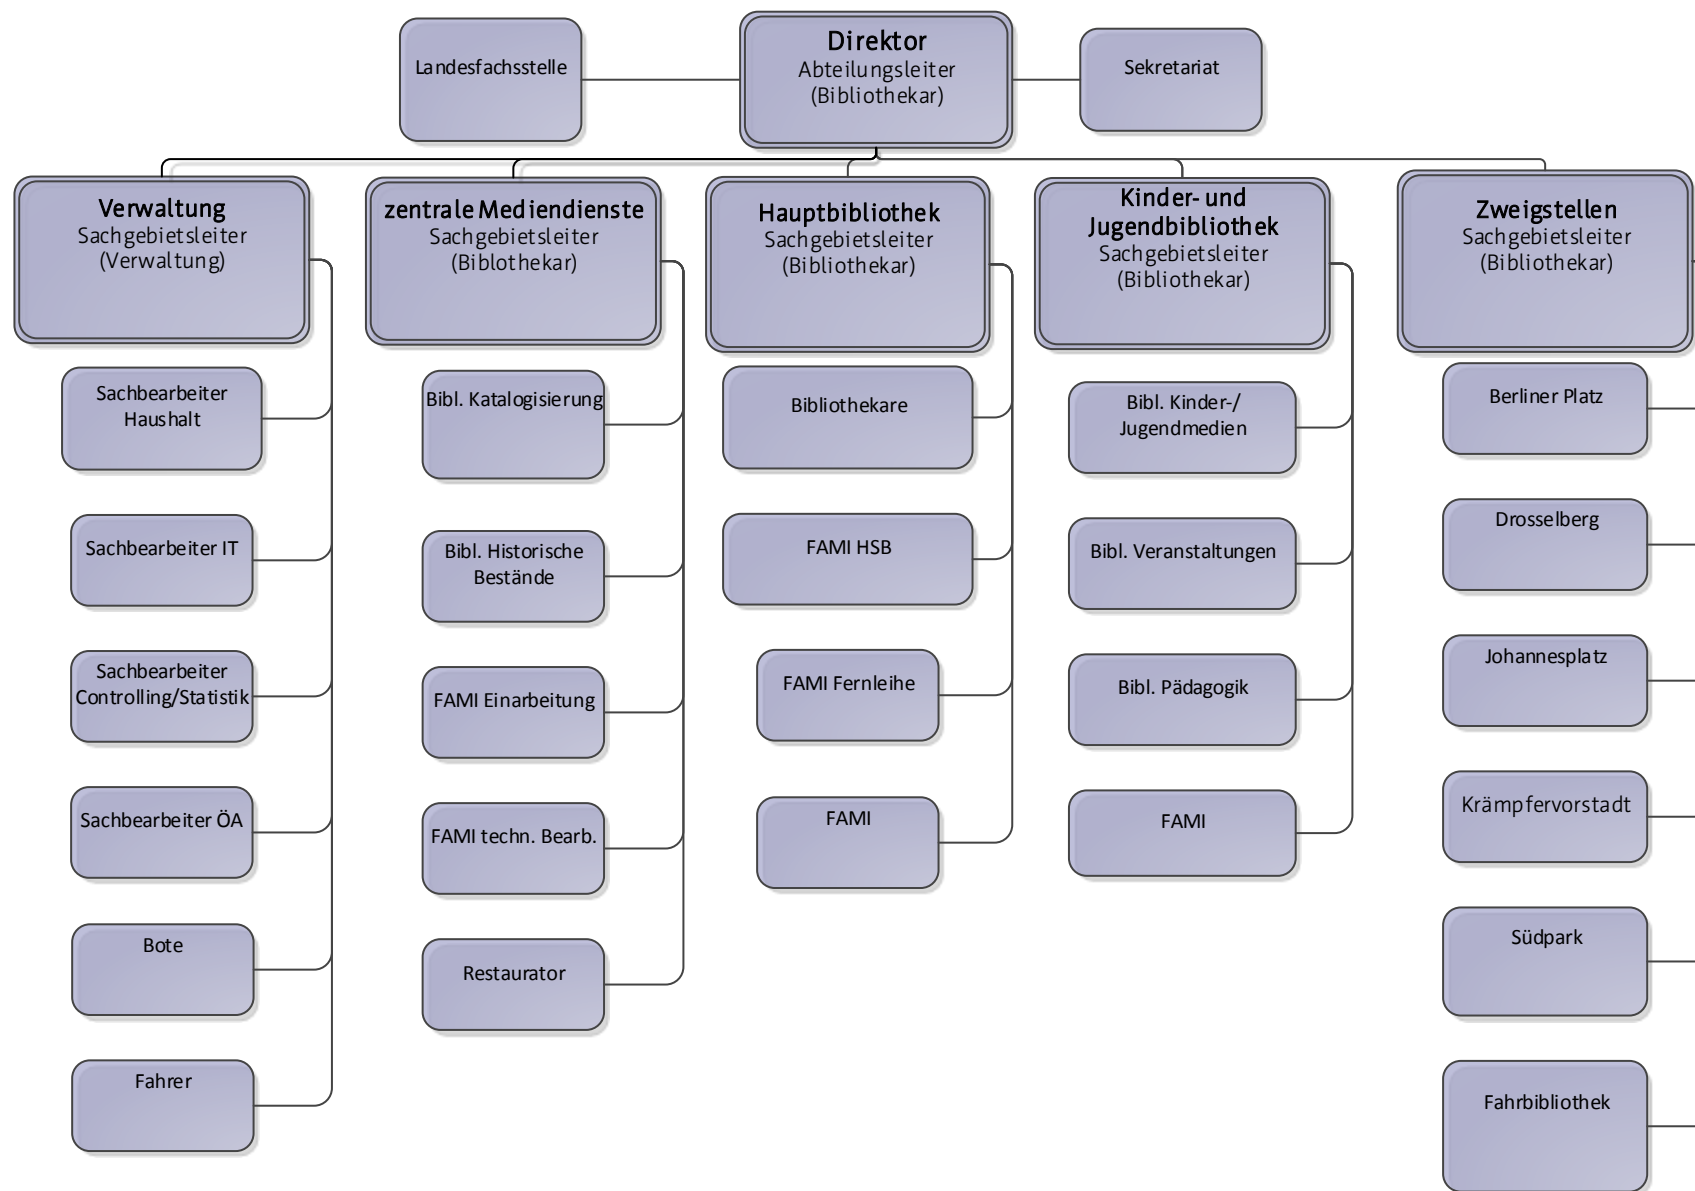 Landesfachsstelle
Direktor
Abteilungsleiter
(Bibliothekar)
Sekretariat
Verwaltung
Sachgebietsleiter
(Verwaltung)
zentrale Mediendienste
Sachgebietsleiter
(Biblothekar)
Hauptbibliothek
Sachgebietsleiter
(Bibliothekar)
Kinder- und
Jugendbibliothek
Sachgebietsleiter
(Bibliothekar)
Zweigstellen
Sachgebietsleiter
(Bibliothekar)
Sachbearbeiter
Haushalt
Sachbearbeiter IT
Sachbearbeiter
Controlling/Statistik
Sachbearbeiter ÖA
Bote
Fahrer
Bibl. Katalogisierung
Bibl. Historische
Bestände
FAMI Einarbeitung
FAMI techn. Bearb.
Restaurator
Bibliothekare
FAMI HSB
FAMI Fernleihe
FAMI
Bibl. Kinder-/
Jugendmedien
Bibl. Veranstaltungen
Bibl. Pädagogik
FAMI
Berliner Platz
Drosselberg
Johannesplatz
Krämpfervorstadt
Südpark
Fahrbibliothek